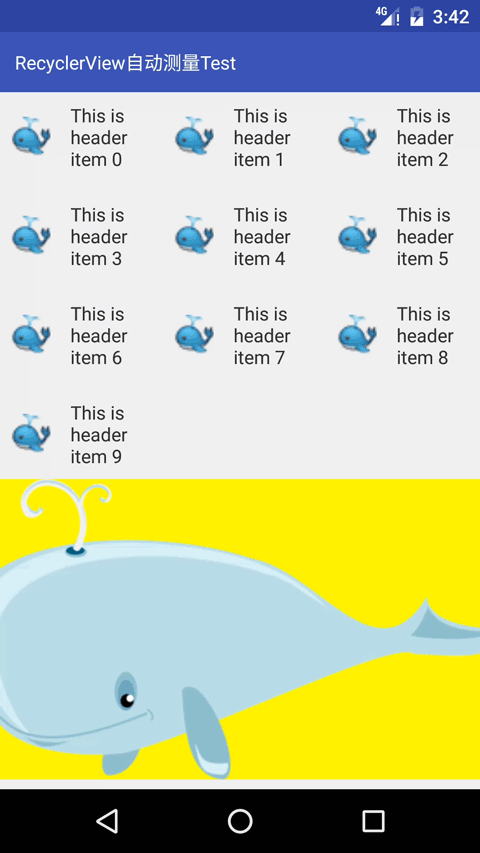 4G 3:42
RecyclerView自动测量Test
This is header item 0
This is header item 1
This is header item 2
This is header item 3
This is header item 4
This is header item 5
This is header item 6
This is header item 7
This is header item 8
This is header item 9